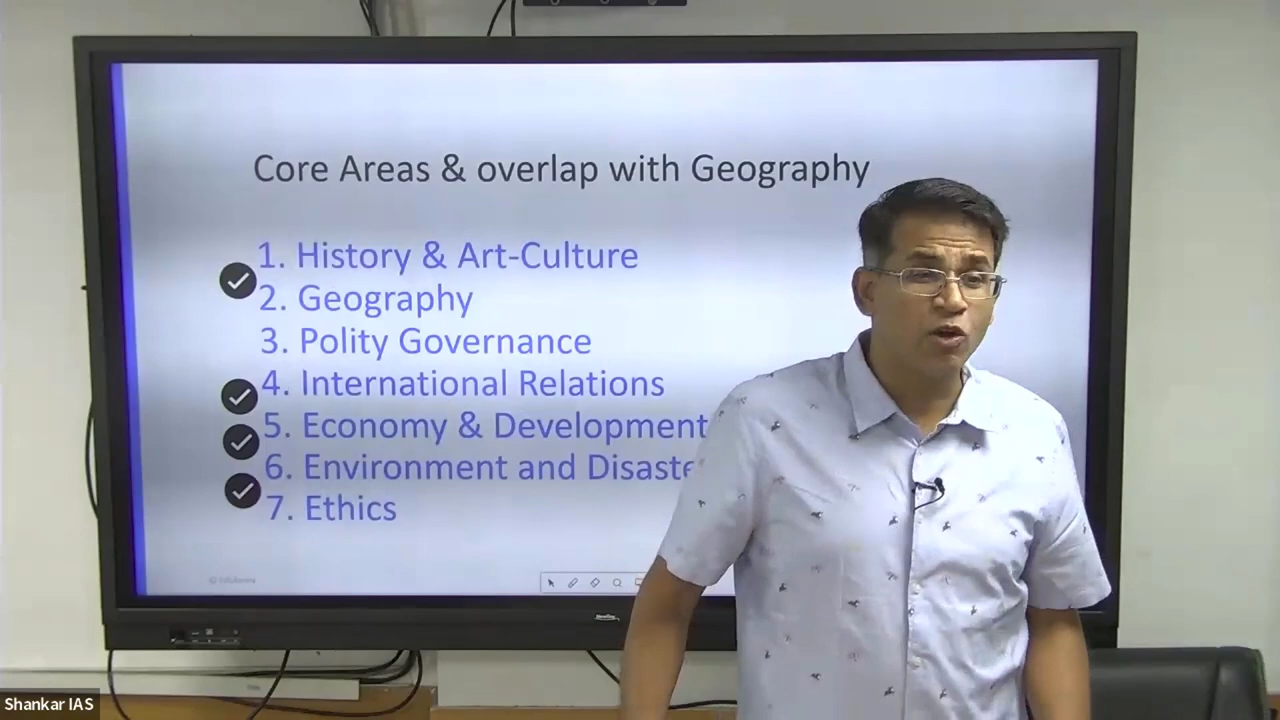 Core Areas & overlap with Geography
1. History & Art-Culture
2. Geography
3. Polity Governance
4. International Relations
5. Economy & Development
6. Environment and Disaste
7. Ethics
Shankar IAS